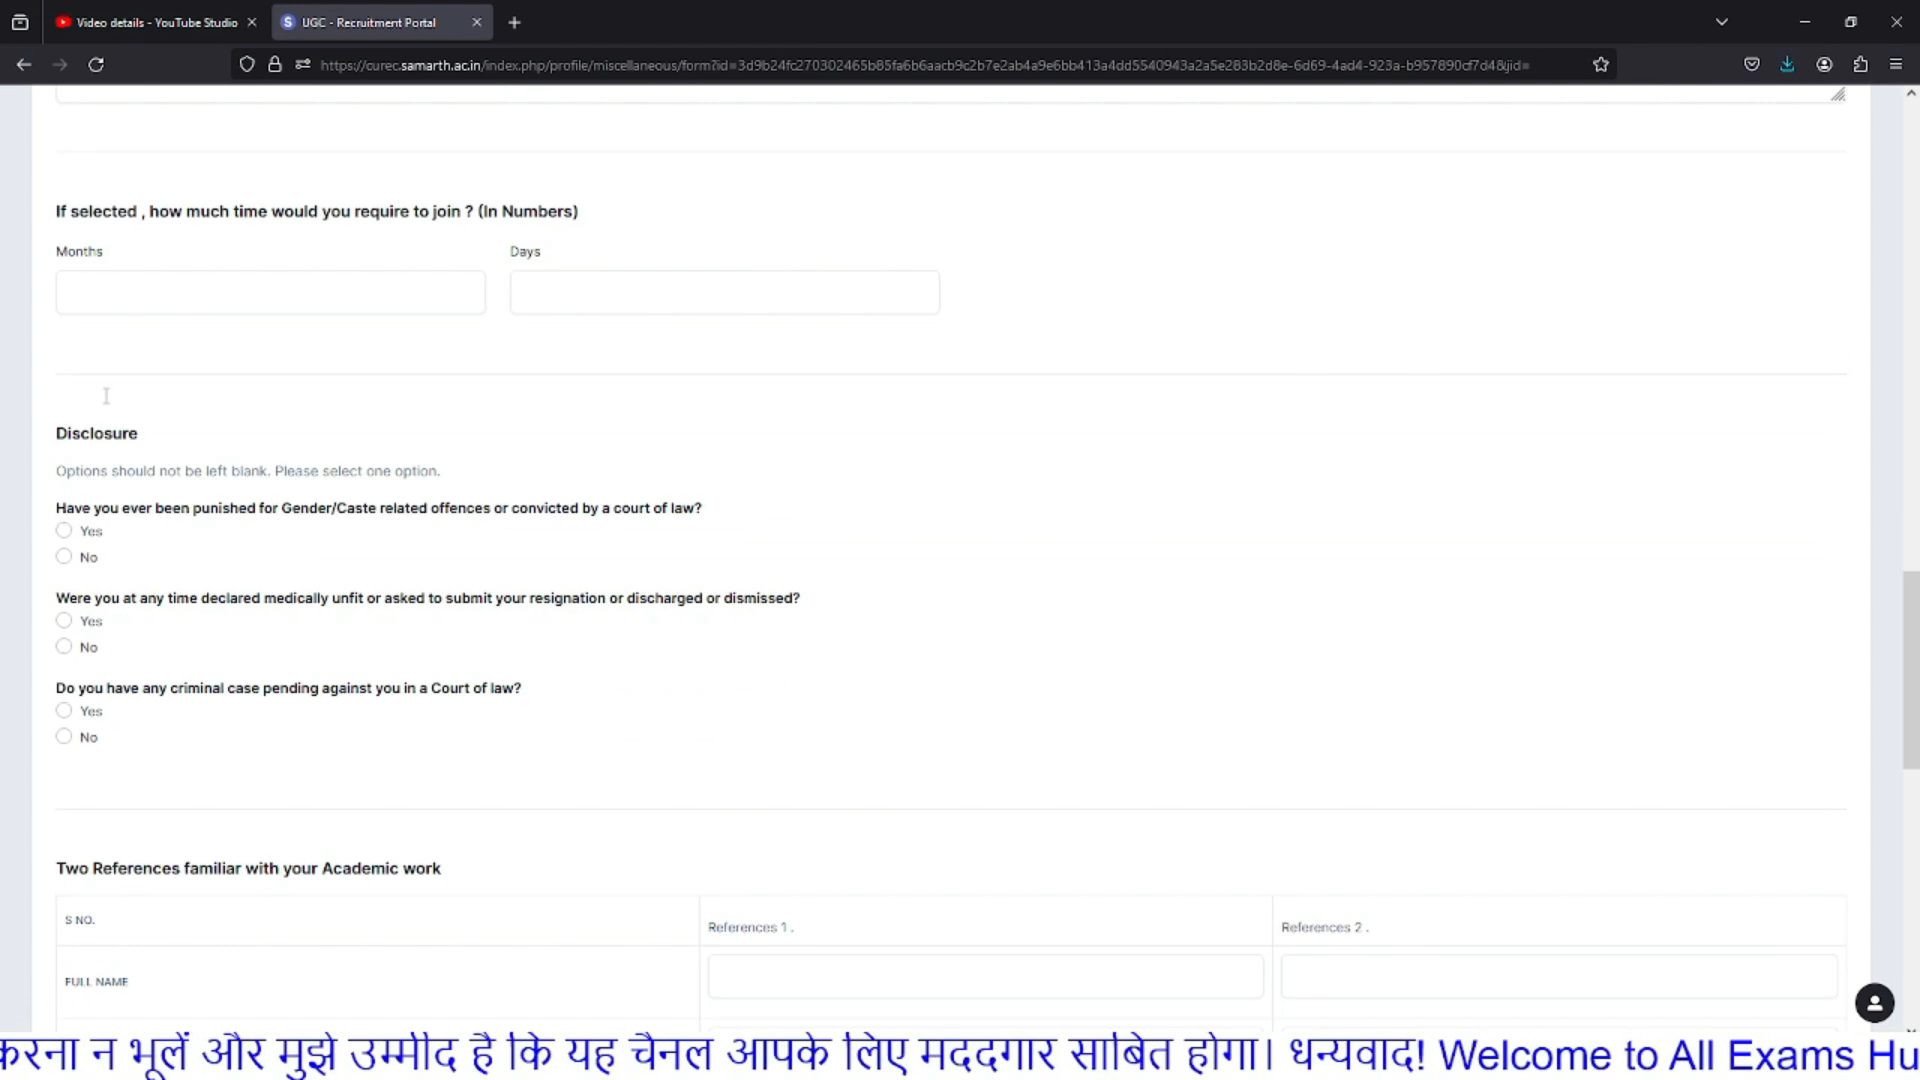 Video details - YouTube Studio
UGC - Recruitment Portal
https://curec.samarth.ac.in/index.php/profile/miscellaneous/form?id=3d9b24fc270302465b85fa6b6aacb9c2b7e2ab4a9e6bb413a4dd5540943a2a5e283b2d8e-6d69-4ad4-923a-b957890cf7d4&jid=
If selected , how much time would you require to join ? (In Numbers)
Months Days
Disclosure
Options should not be left blank. Please select one option.
Have you ever been punished for Gender/Caste related offences or convicted by a court of law?
Yes
No
Were you at any time declared medically unfit or asked to submit your resignation or discharged or dismissed?
Yes
No
Do you have any criminal case pending against you in a Court of law?
Yes
No
Two References familiar with your Academic work
S NO. References 1 . References 2 .
FULL NAME
करना न भूलें और मुझे उम्मीद है कि यह चैनल आपके लिए मददगार साबित होगा। धन्यवाद! Welcome to All Exams Hu